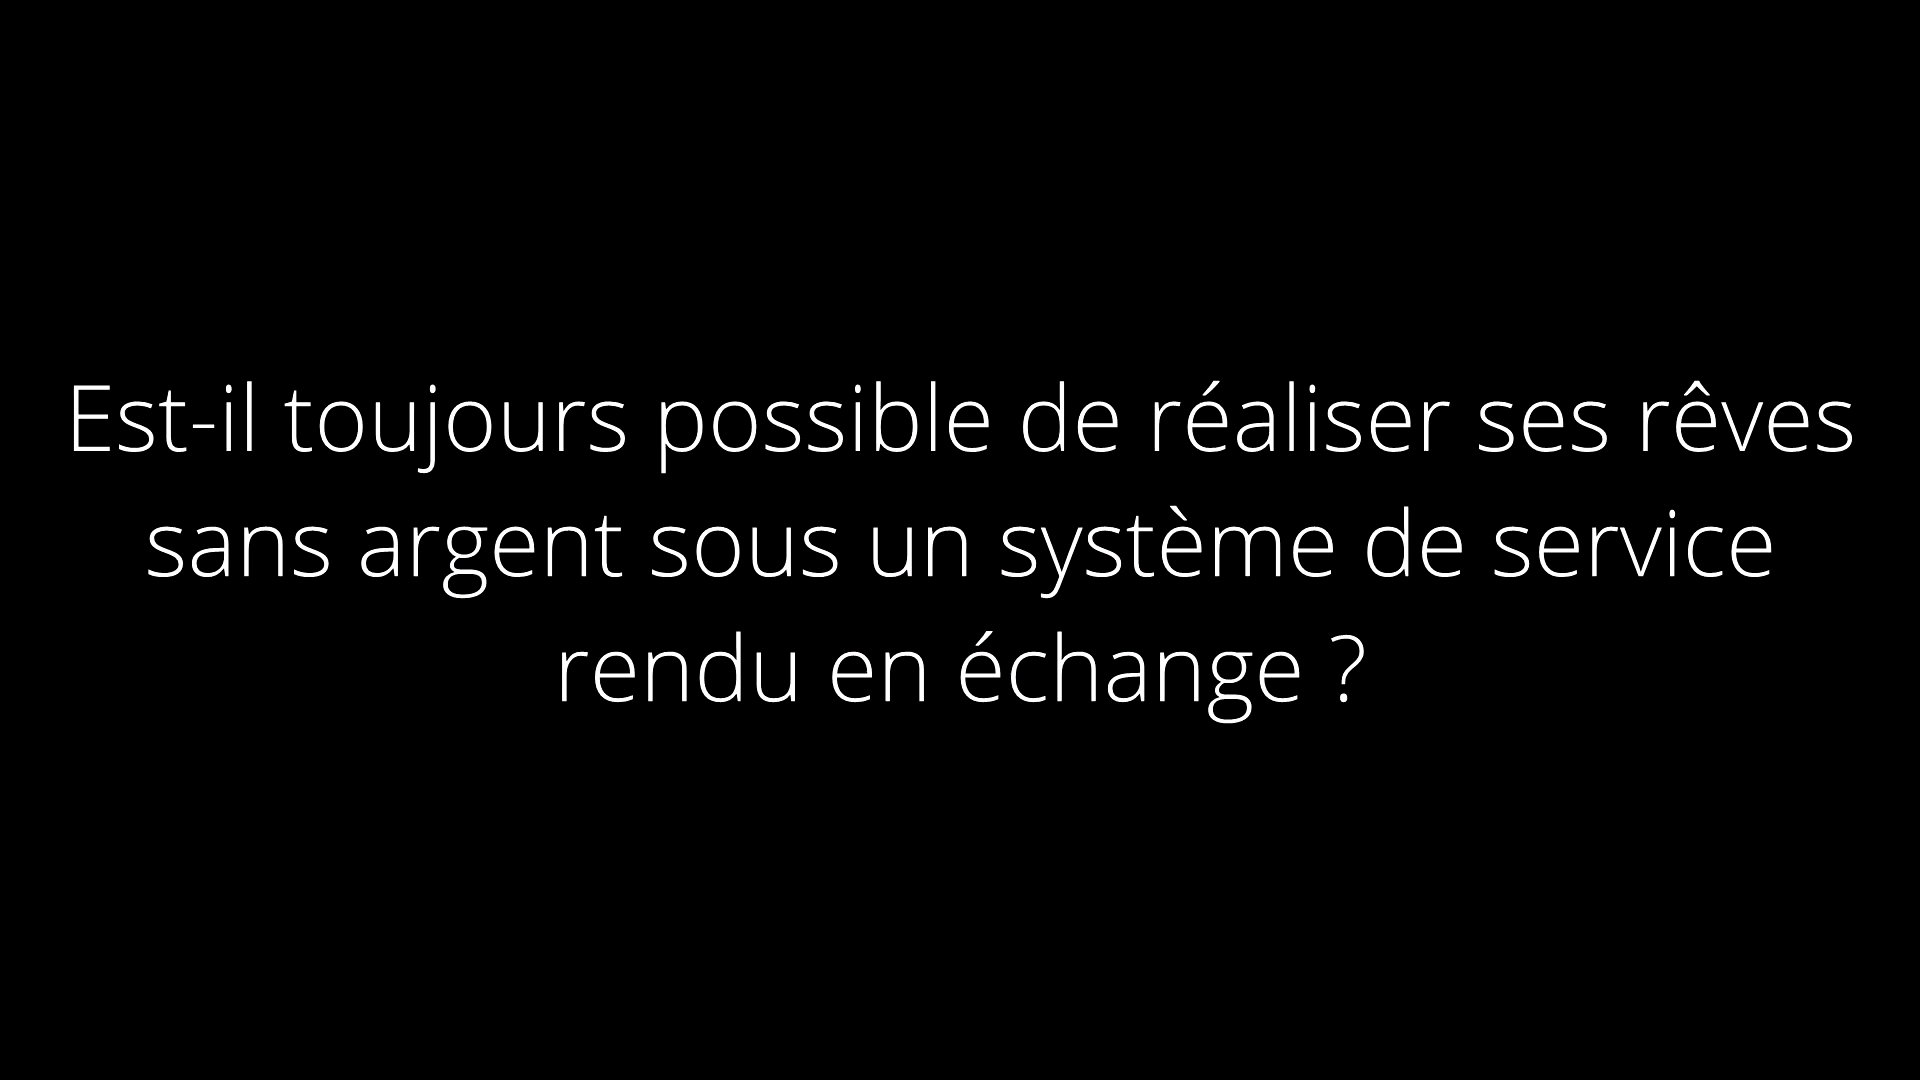 Est-il toujours possible de réaliser ses rêves
sans argent sous un système de service
rendu en échange ?